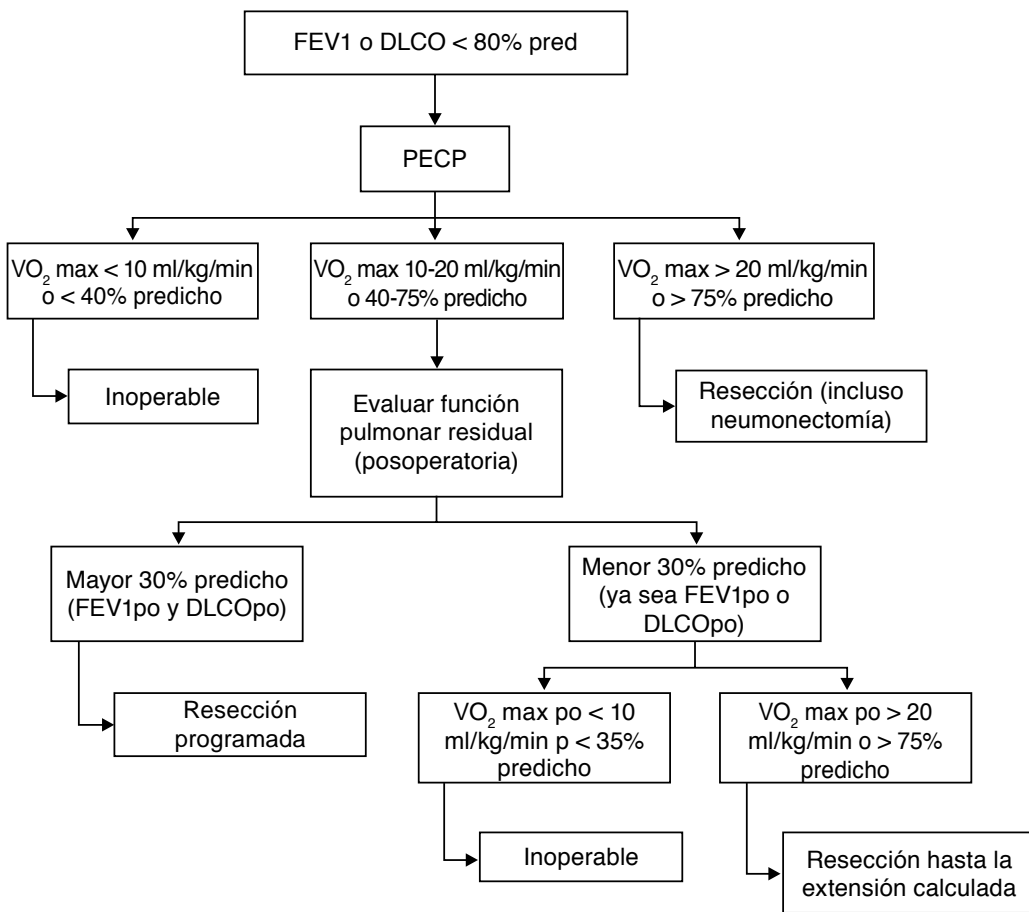 FEV1 o DLCO < 80% pred
PECP
VO₂ max < 10 ml/kg/min
o < 40% predicho
VO₂ max 10-20 ml/kg/min
o 40-75% predicho
VO₂ max > 20 ml/kg/min
o > 75% predicho
Inoperable
Evaluar función
pulmonar residual
(posoperatoria)
Resección (incluso
neumonectomía)
Mayor 30% predicho
(FEV1po y DLCOpo)
Menor 30% predicho
(ya sea FEV1po o
DLCOpo)
Resección
programada
VO₂ max po < 10
ml/kg/min p < 35%
predicho
VO₂ max po > 20
ml/kg/min o > 75%
predicho
Inoperable
Resección hasta la
extensión calculada